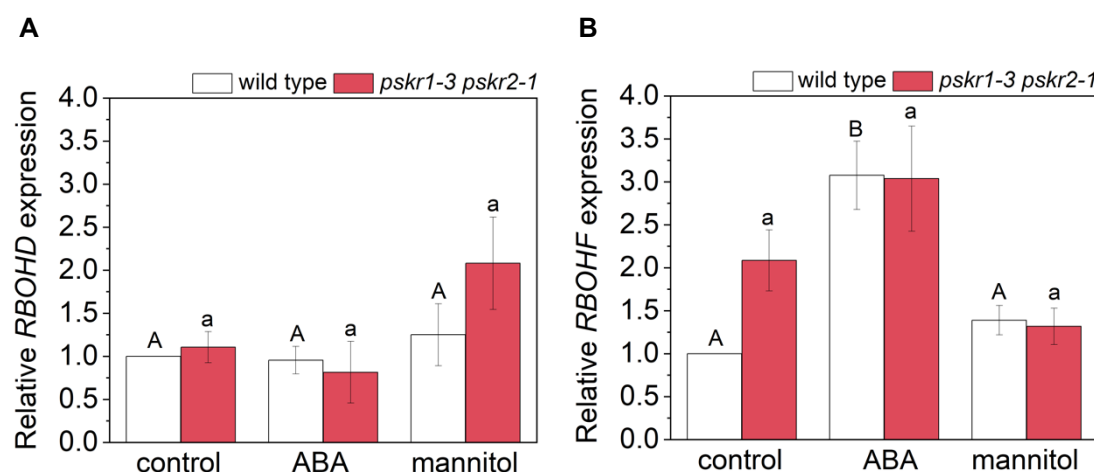 A
wild type pskr1-3 pskr2-1
Relative RBOHD expression
4.0
3.5
3.0
2.5
2.0
1.5
1.0
0.5
0.0
A a A a A a
control ABA mannitol
B
wild type pskr1-3 pskr2-1
Relative RBOHF expression
4.0
3.5
3.0
2.5
2.0
1.5
1.0
0.5
0.0
A a B a A a
control ABA mannitol